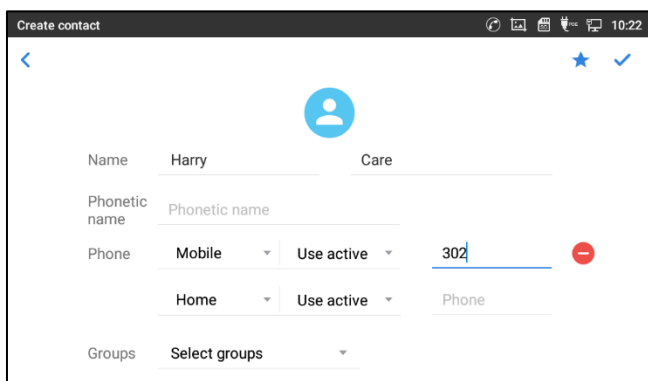 Create contact 10:22
Name Harry Care
Phonetic name Phonetic name
Phone Mobile Use active 302
Home Use active Phone
Groups Select groups